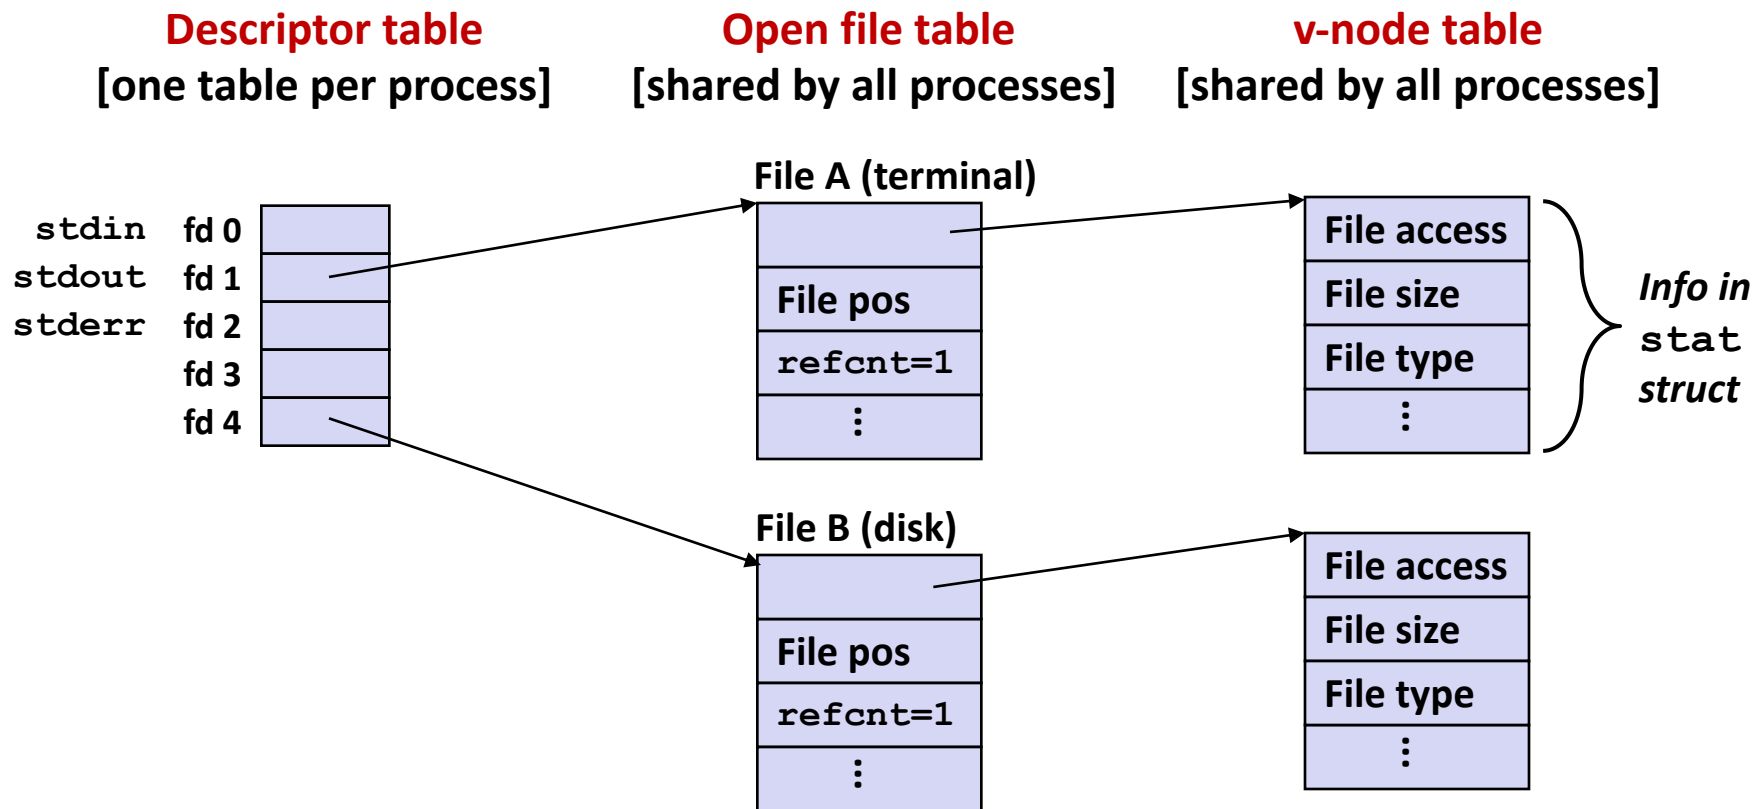 Descriptor table
[one table per process]
Open file table
[shared by all processes]
v-node table
[shared by all processes]
stdin fd 0
stdout fd 1
stderr fd 2
fd 3
fd 4
File A (terminal)
File pos
refcnt=1
⋮
File B (disk)
File pos
refcnt=1
⋮
File access
File size
File type
⋮
Info in
stat
struct
File access
File size
File type
⋮